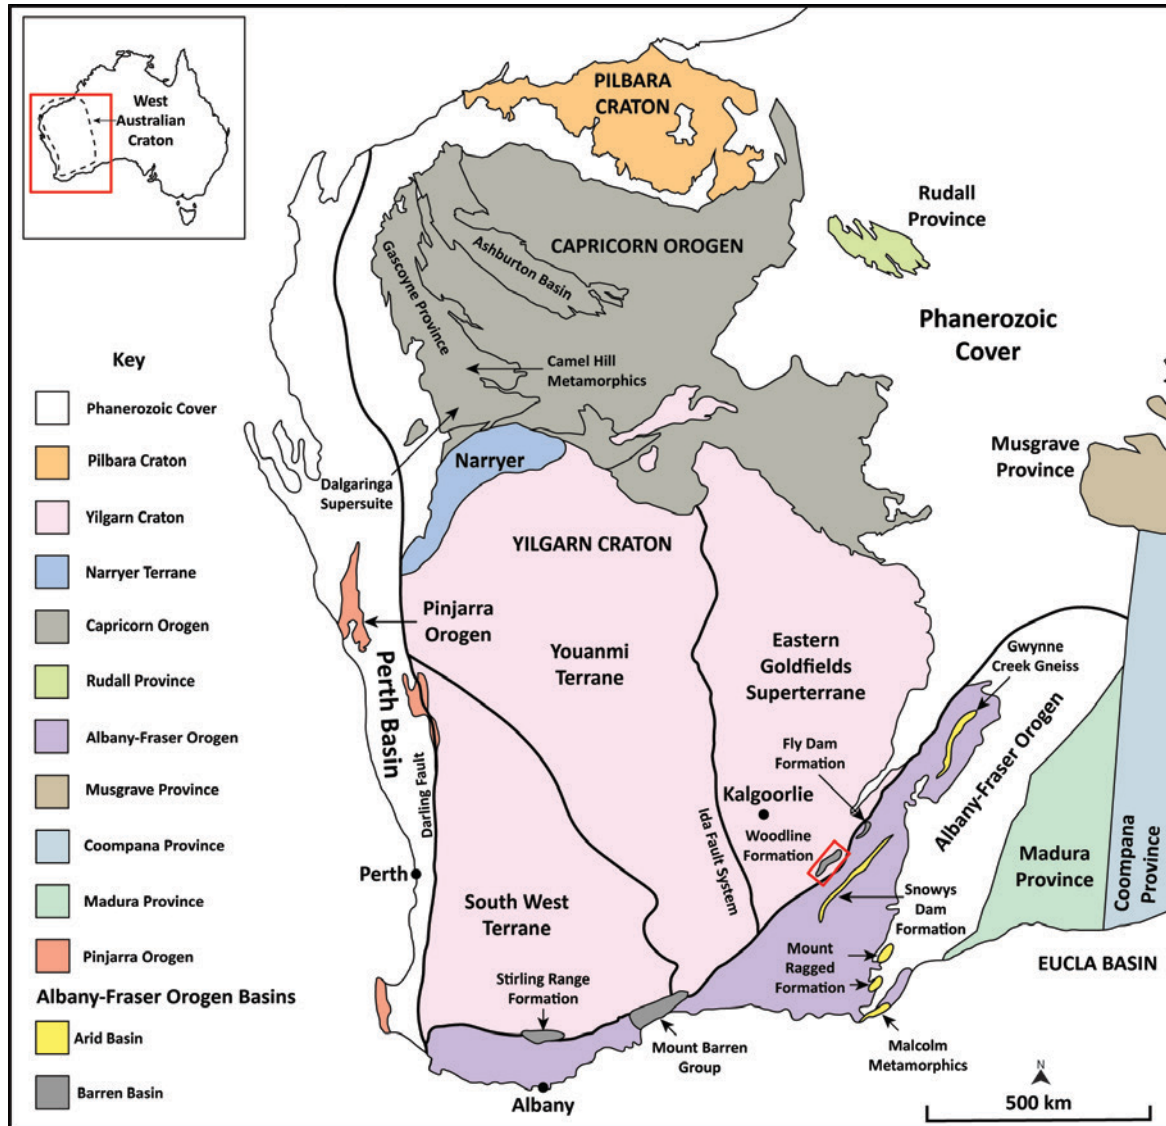 West
Australian
Craton
PILBARA
CRATON
Rudall
Province
CAPRICORN OROGEN
Ashburton Basin
Gascoyne Province
Phanerozoic
Cover
Camel Hill
Metamorphics
Key
Phanerozoic Cover
Pilbara Craton
Yilgarn Craton
Narryer Terrane
Capricorn Orogen
Rudall Province
Albany-Fraser Orogen
Musgrave Province
Coompana Province
Madura Province
Pinjarra Orogen
Albany-Fraser Orogen Basins
Arid Basin
Barren Basin
Musgrave
Province
Narryer
Dalgaringa
Supersuite
YILGARN CRATON
Pinjarra
Orogen
Youanmi
Terrane
Eastern
Goldfields
Superterrane
Gwynne
Creek Gneiss
Perth Basin
Darling Fault
Fly Dam
Formation
Albany-Fraser Orogen
Kalgoorlie
Woodline
Formation
Ida Fault System
Madura
Province
Coompana
Province
Perth
South West
Terrane
Snowys
Dam
Formation
Mount
Ragged
Formation
EUCLA BASIN
Stirling Range
Formation
Mount Barren
Group
Malcolm
Metamorphics
Albany
N
500 km